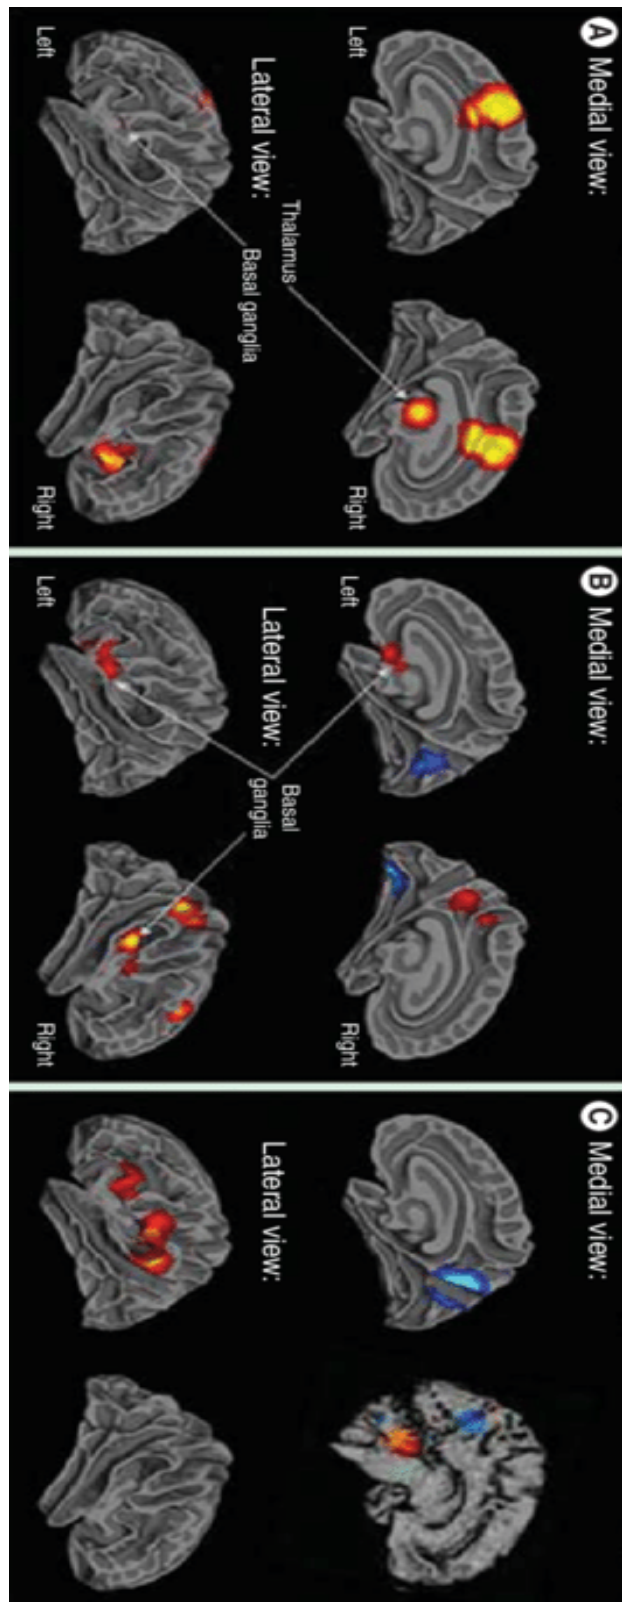 A Medial view:
Left
Right
Thalamus
Lateral view:
Basal ganglia
Left
Right
B Medial view:
Left
Right
Basal
ganglia
Lateral view:
Left
Right
C Medial view:
Lateral view: